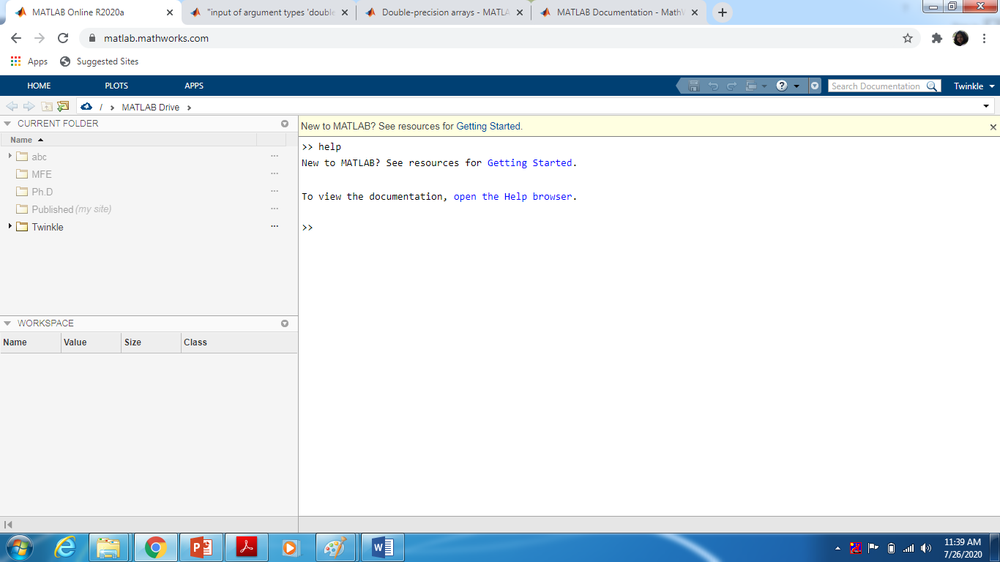 MATLAB Online R2020a
"input of argument types 'double
Double-precision arrays - MATLA
MATLAB Documentation - MathW
matlab.mathworks.com
Apps
Suggested Sites
HOME PLOTS APPS
Search Documentation
Twinkle
/ MATLAB Drive
CURRENT FOLDER
Name
abc
MFE
Ph.D
Published (my site)
Twinkle
WORKSPACE
Name Value Size Class
New to MATLAB? See resources for Getting Started.
>> help
New to MATLAB? See resources for Getting Started.
To view the documentation, open the Help browser.
>>
11:39 AM
7/26/2020